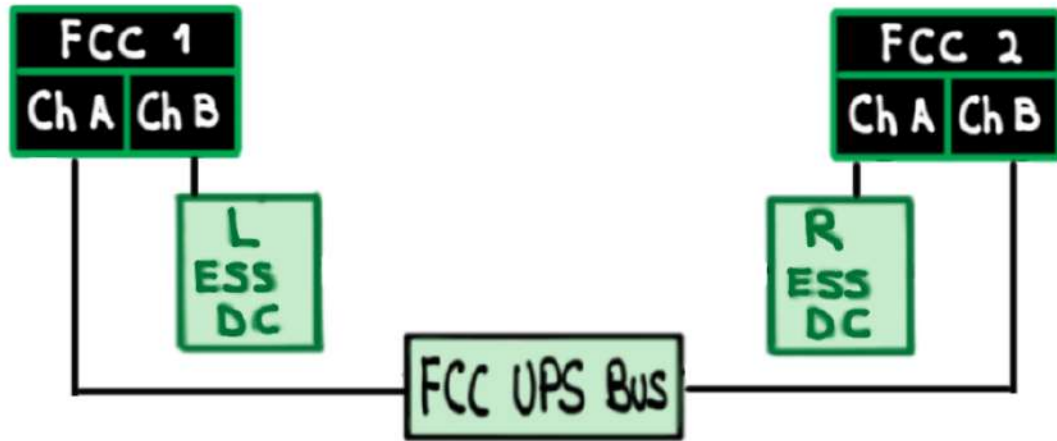 FCC 1
Ch A
Ch B
FCC 2
Ch A
Ch B
L
ESS
DC
R
ESS
DC
FCC UPS Bus